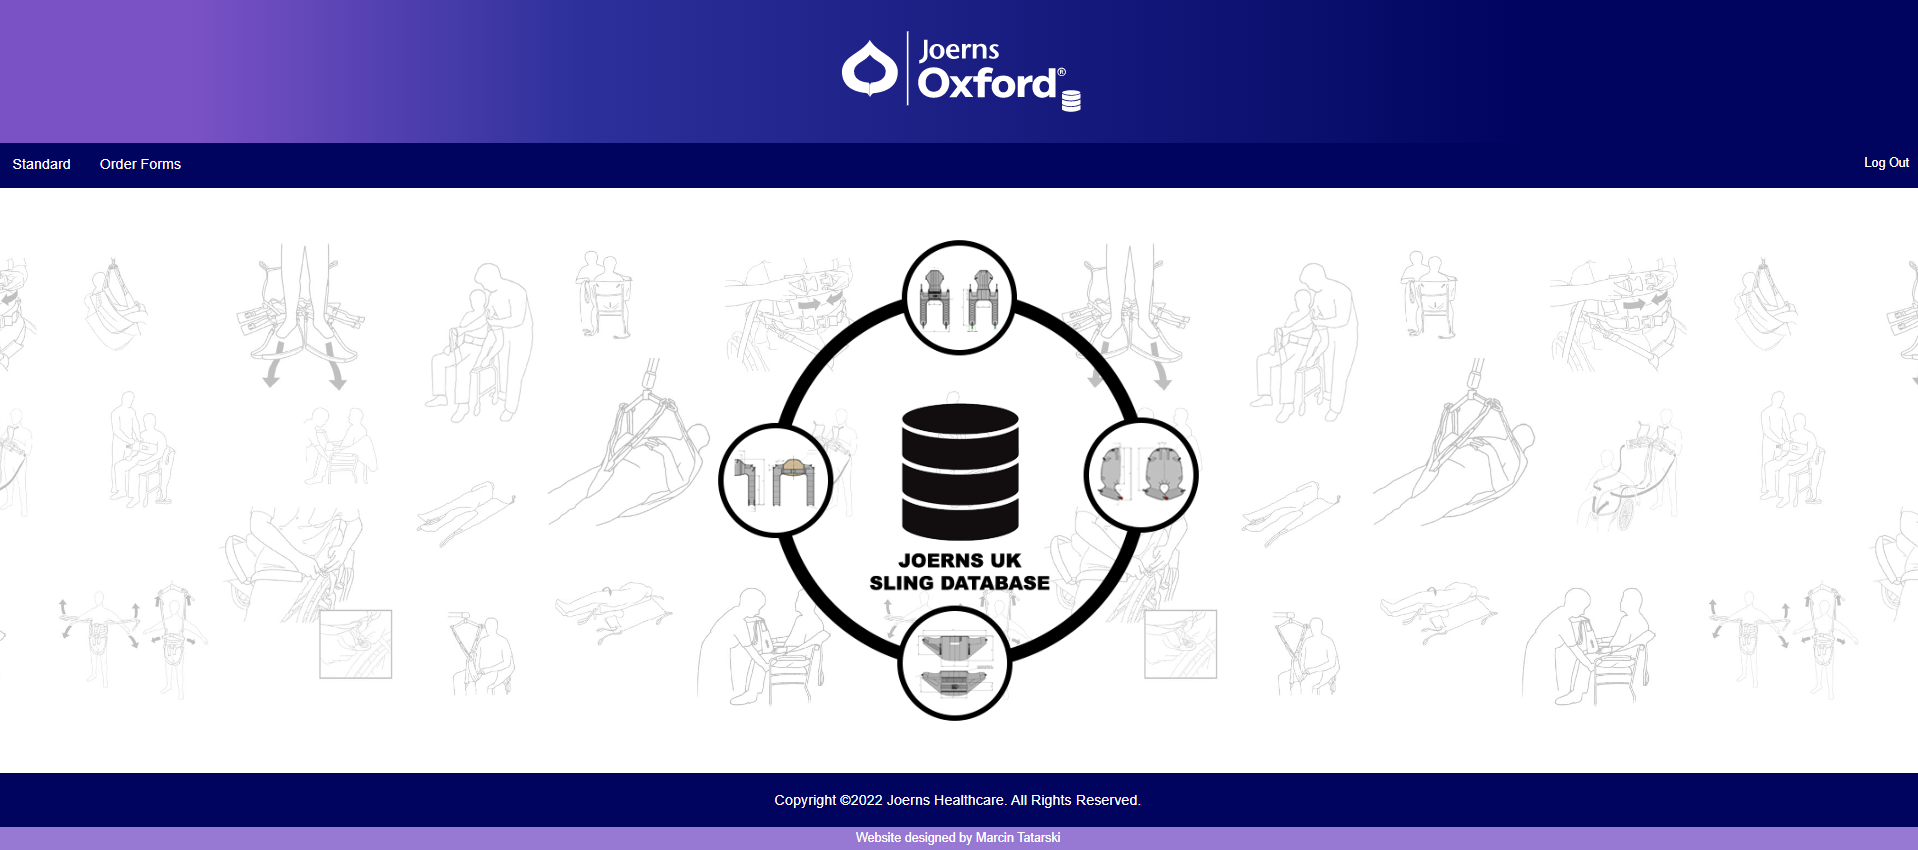 Joerns
Oxford®
Standard
Order Forms
Log Out
JOERNS UK
SLING DATABASE
Copyright ©2022 Joerns Healthcare. All Rights Reserved.
Website designed by Marcin Tatarski